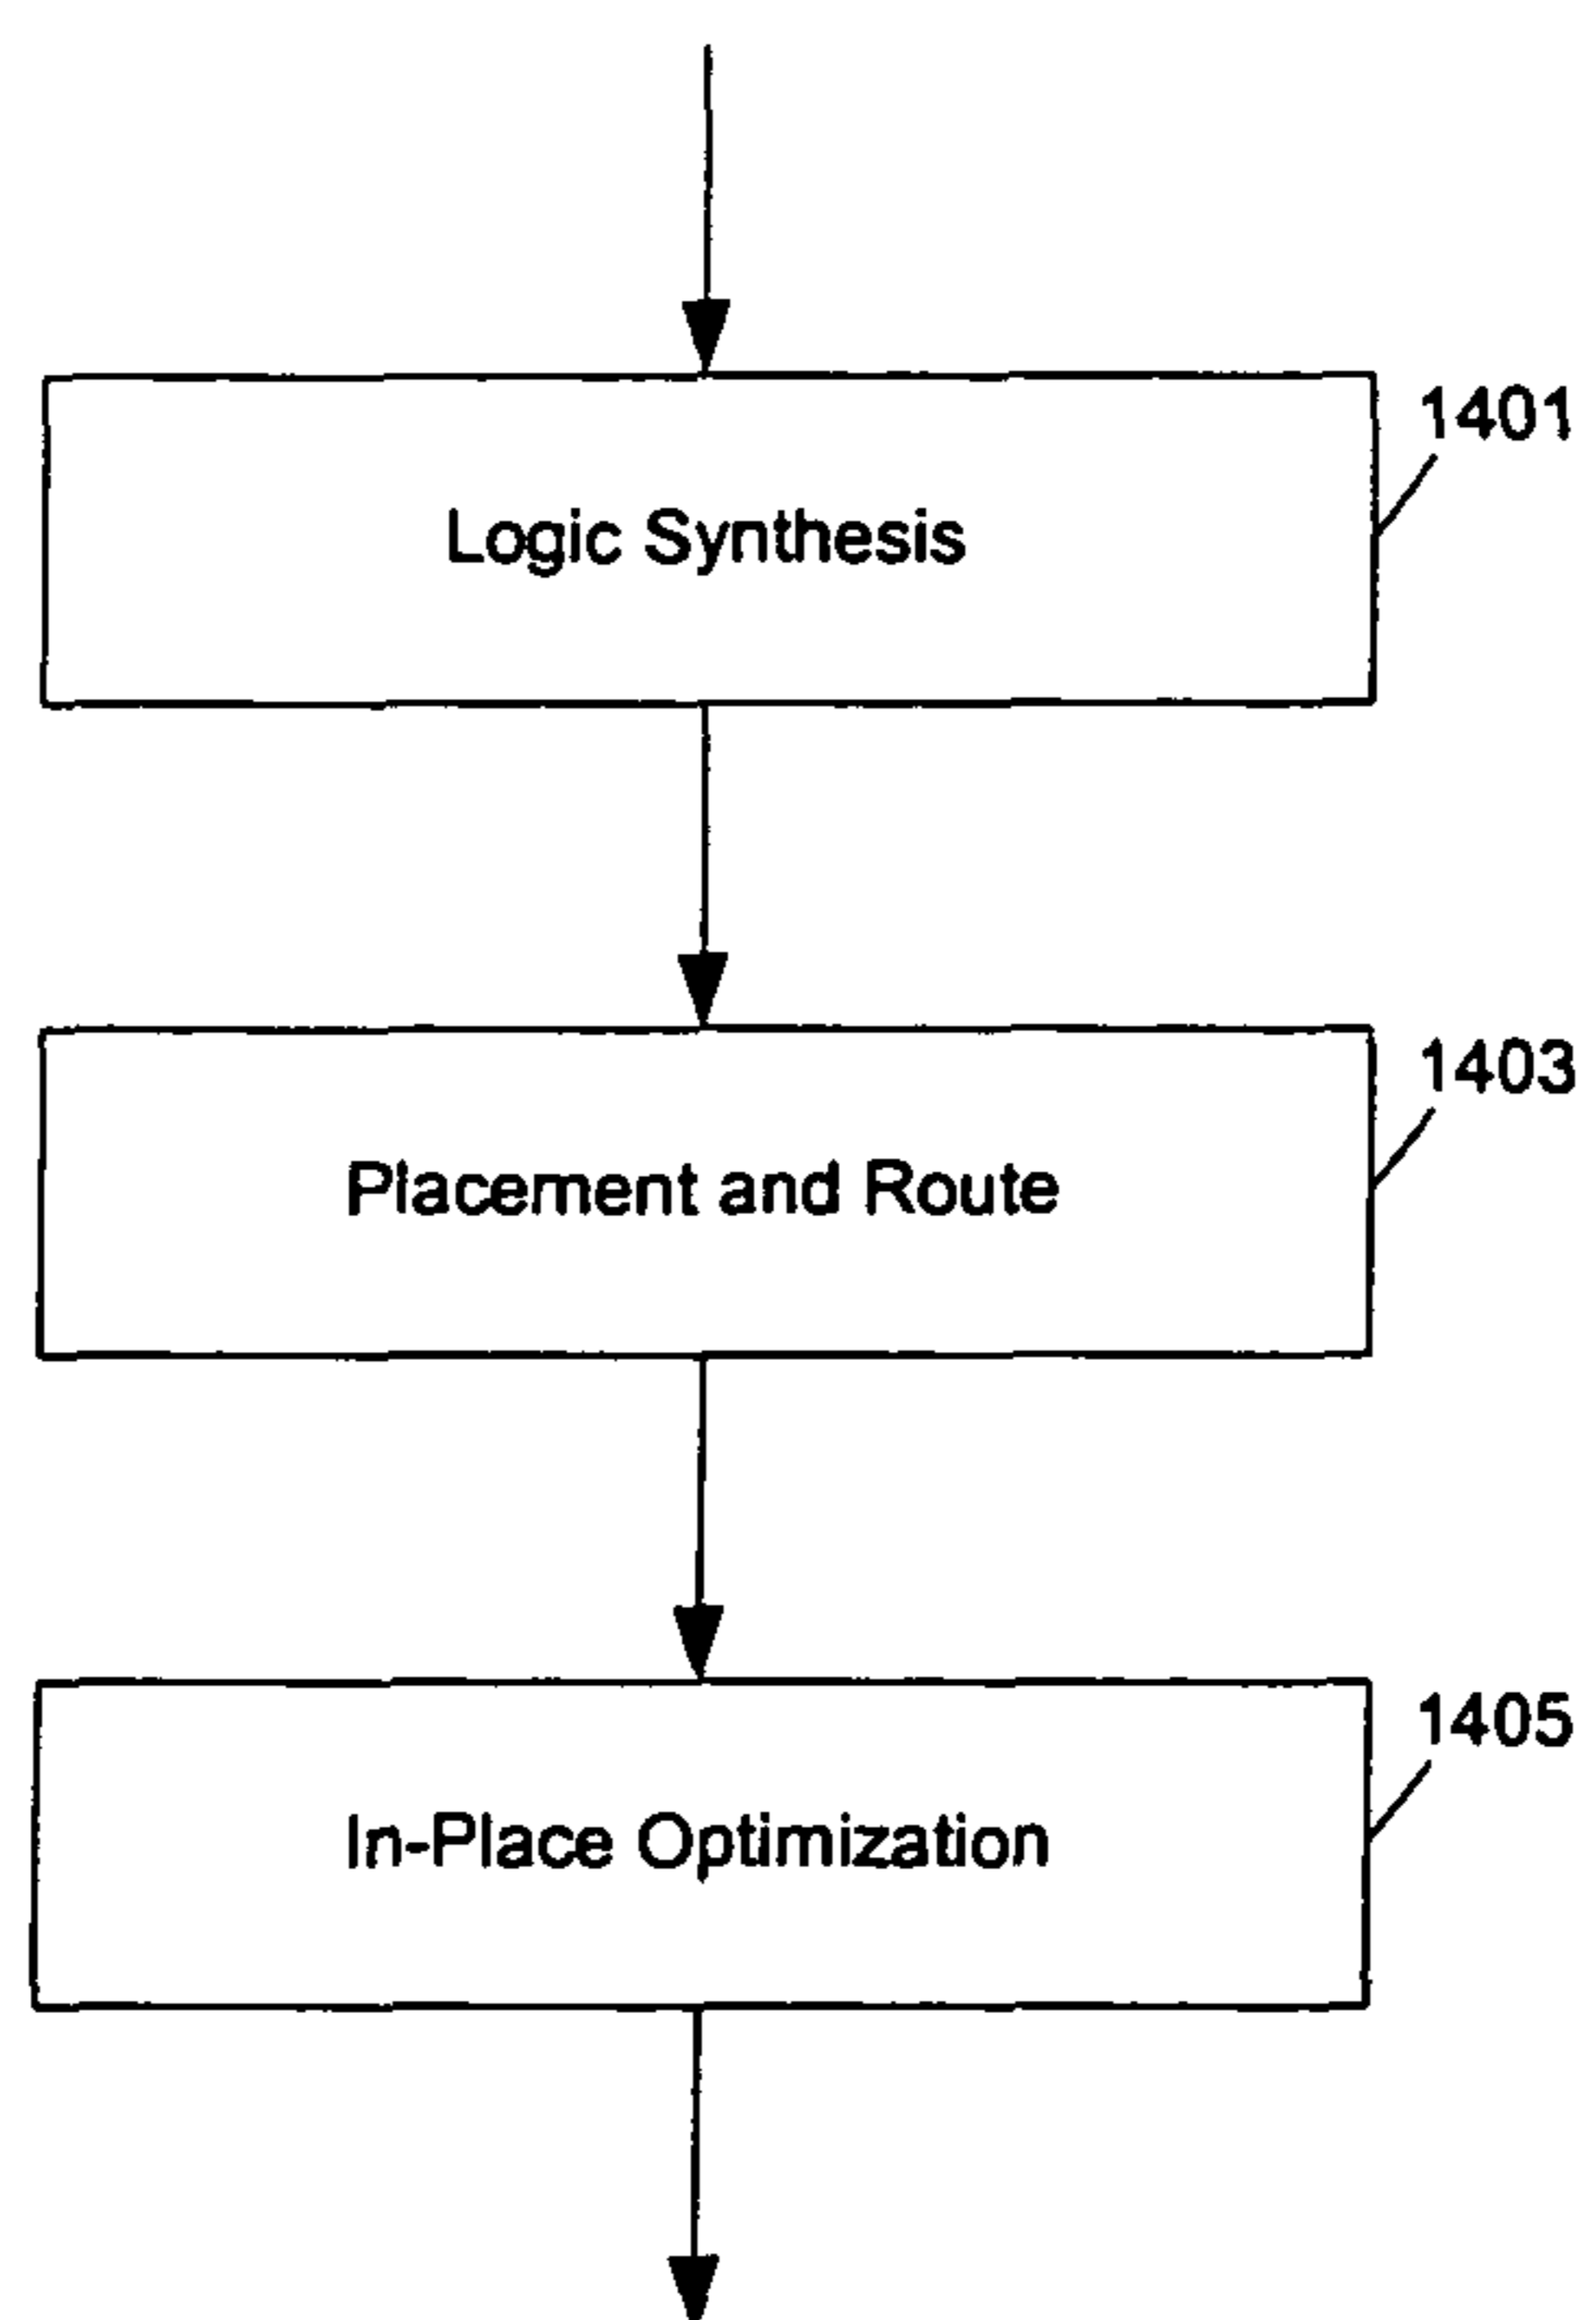 1401
Logic Synthesis
1403
Placement and Route
1405
In-Place Optimization